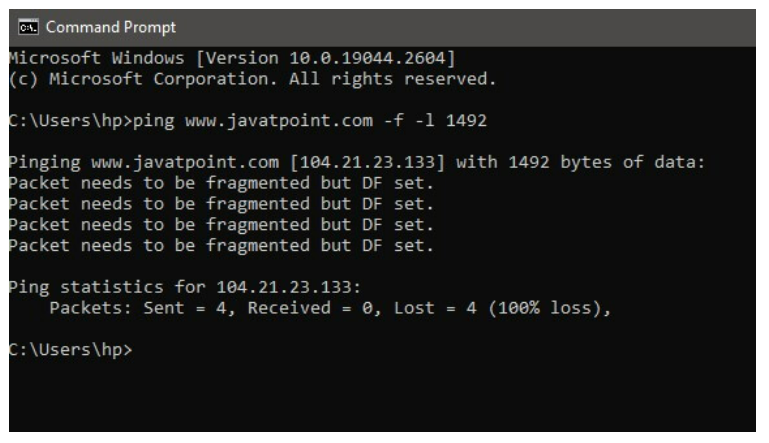 Command Prompt
Microsoft Windows [Version 10.0.19044.2604]
(c) Microsoft Corporation. All rights reserved.
C:\Users\hp>ping www.javatpoint.com -f -l 1492
Pinging www.javatpoint.com [104.21.23.133] with 1492 bytes of data:
Packet needs to be fragmented but DF set.
Packet needs to be fragmented but DF set.
Packet needs to be fragmented but DF set.
Packet needs to be fragmented but DF set.
Ping statistics for 104.21.23.133:
Packets: Sent = 4, Received = 0, Lost = 4 (100% loss),
C:\Users\hp>